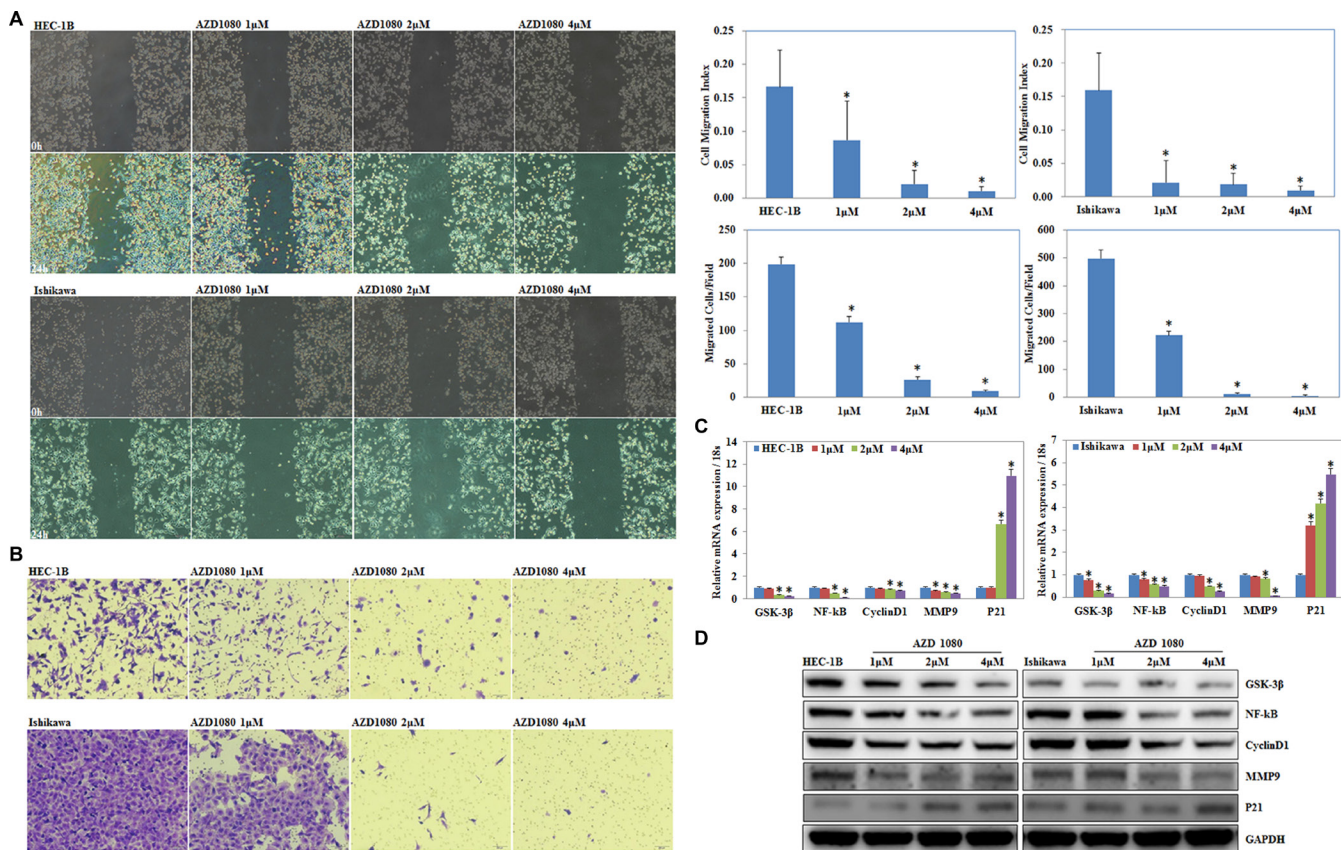 A
HEC-1B AZD1080 1μM AZD1080 2μM AZD1080 4μM
0h
24h
Ishikawa AZD1080 1μM AZD1080 2μM AZD1080 4μM
0h
24h
Cell Migration Index
0.25
0.20
0.15
0.10
0.05
0.00
* * *
HEC-1B 1μM 2μM 4μM
Cell Migration Index
0.25
0.20
0.15
0.10
0.05
0.00
* * *
Ishikawa 1μM 2μM 4μM
Migrated Cells/Field
200
150
100
50
0
* * *
HEC-1B 1μM 2μM 4μM
Migrated Cells/Field
600
500
400
300
200
100
0
* * *
Ishikawa 1μM 2μM 4μM
B
HEC-1B AZD1080 1μM AZD1080 2μM AZD1080 4μM
Ishikawa AZD1080 1μM AZD1080 2μM AZD1080 4μM
C
Relative mRNA expression / 18s
14
12
10
8
6
4
2
0
HEC-1B 1μM 2μM 4μM
* * * * * * * * * * *
GSK-3β NF-kB CyclinD1 MMP9 P21
Relative mRNA expression / 18s
7
6
5
4
3
2
1
0
Ishikawa 1μM 2μM 4μM
* * * * * * * * * * * * *
GSK-3β NF-kB CyclinD1 MMP9 P21
D
AZD 1080 AZD 1080
HEC-1B 1μM 2μM 4μM Ishikawa 1μM 2μM 4μM
GSK-3β
NF-kB
CyclinD1
MMP9
P21
GAPDH